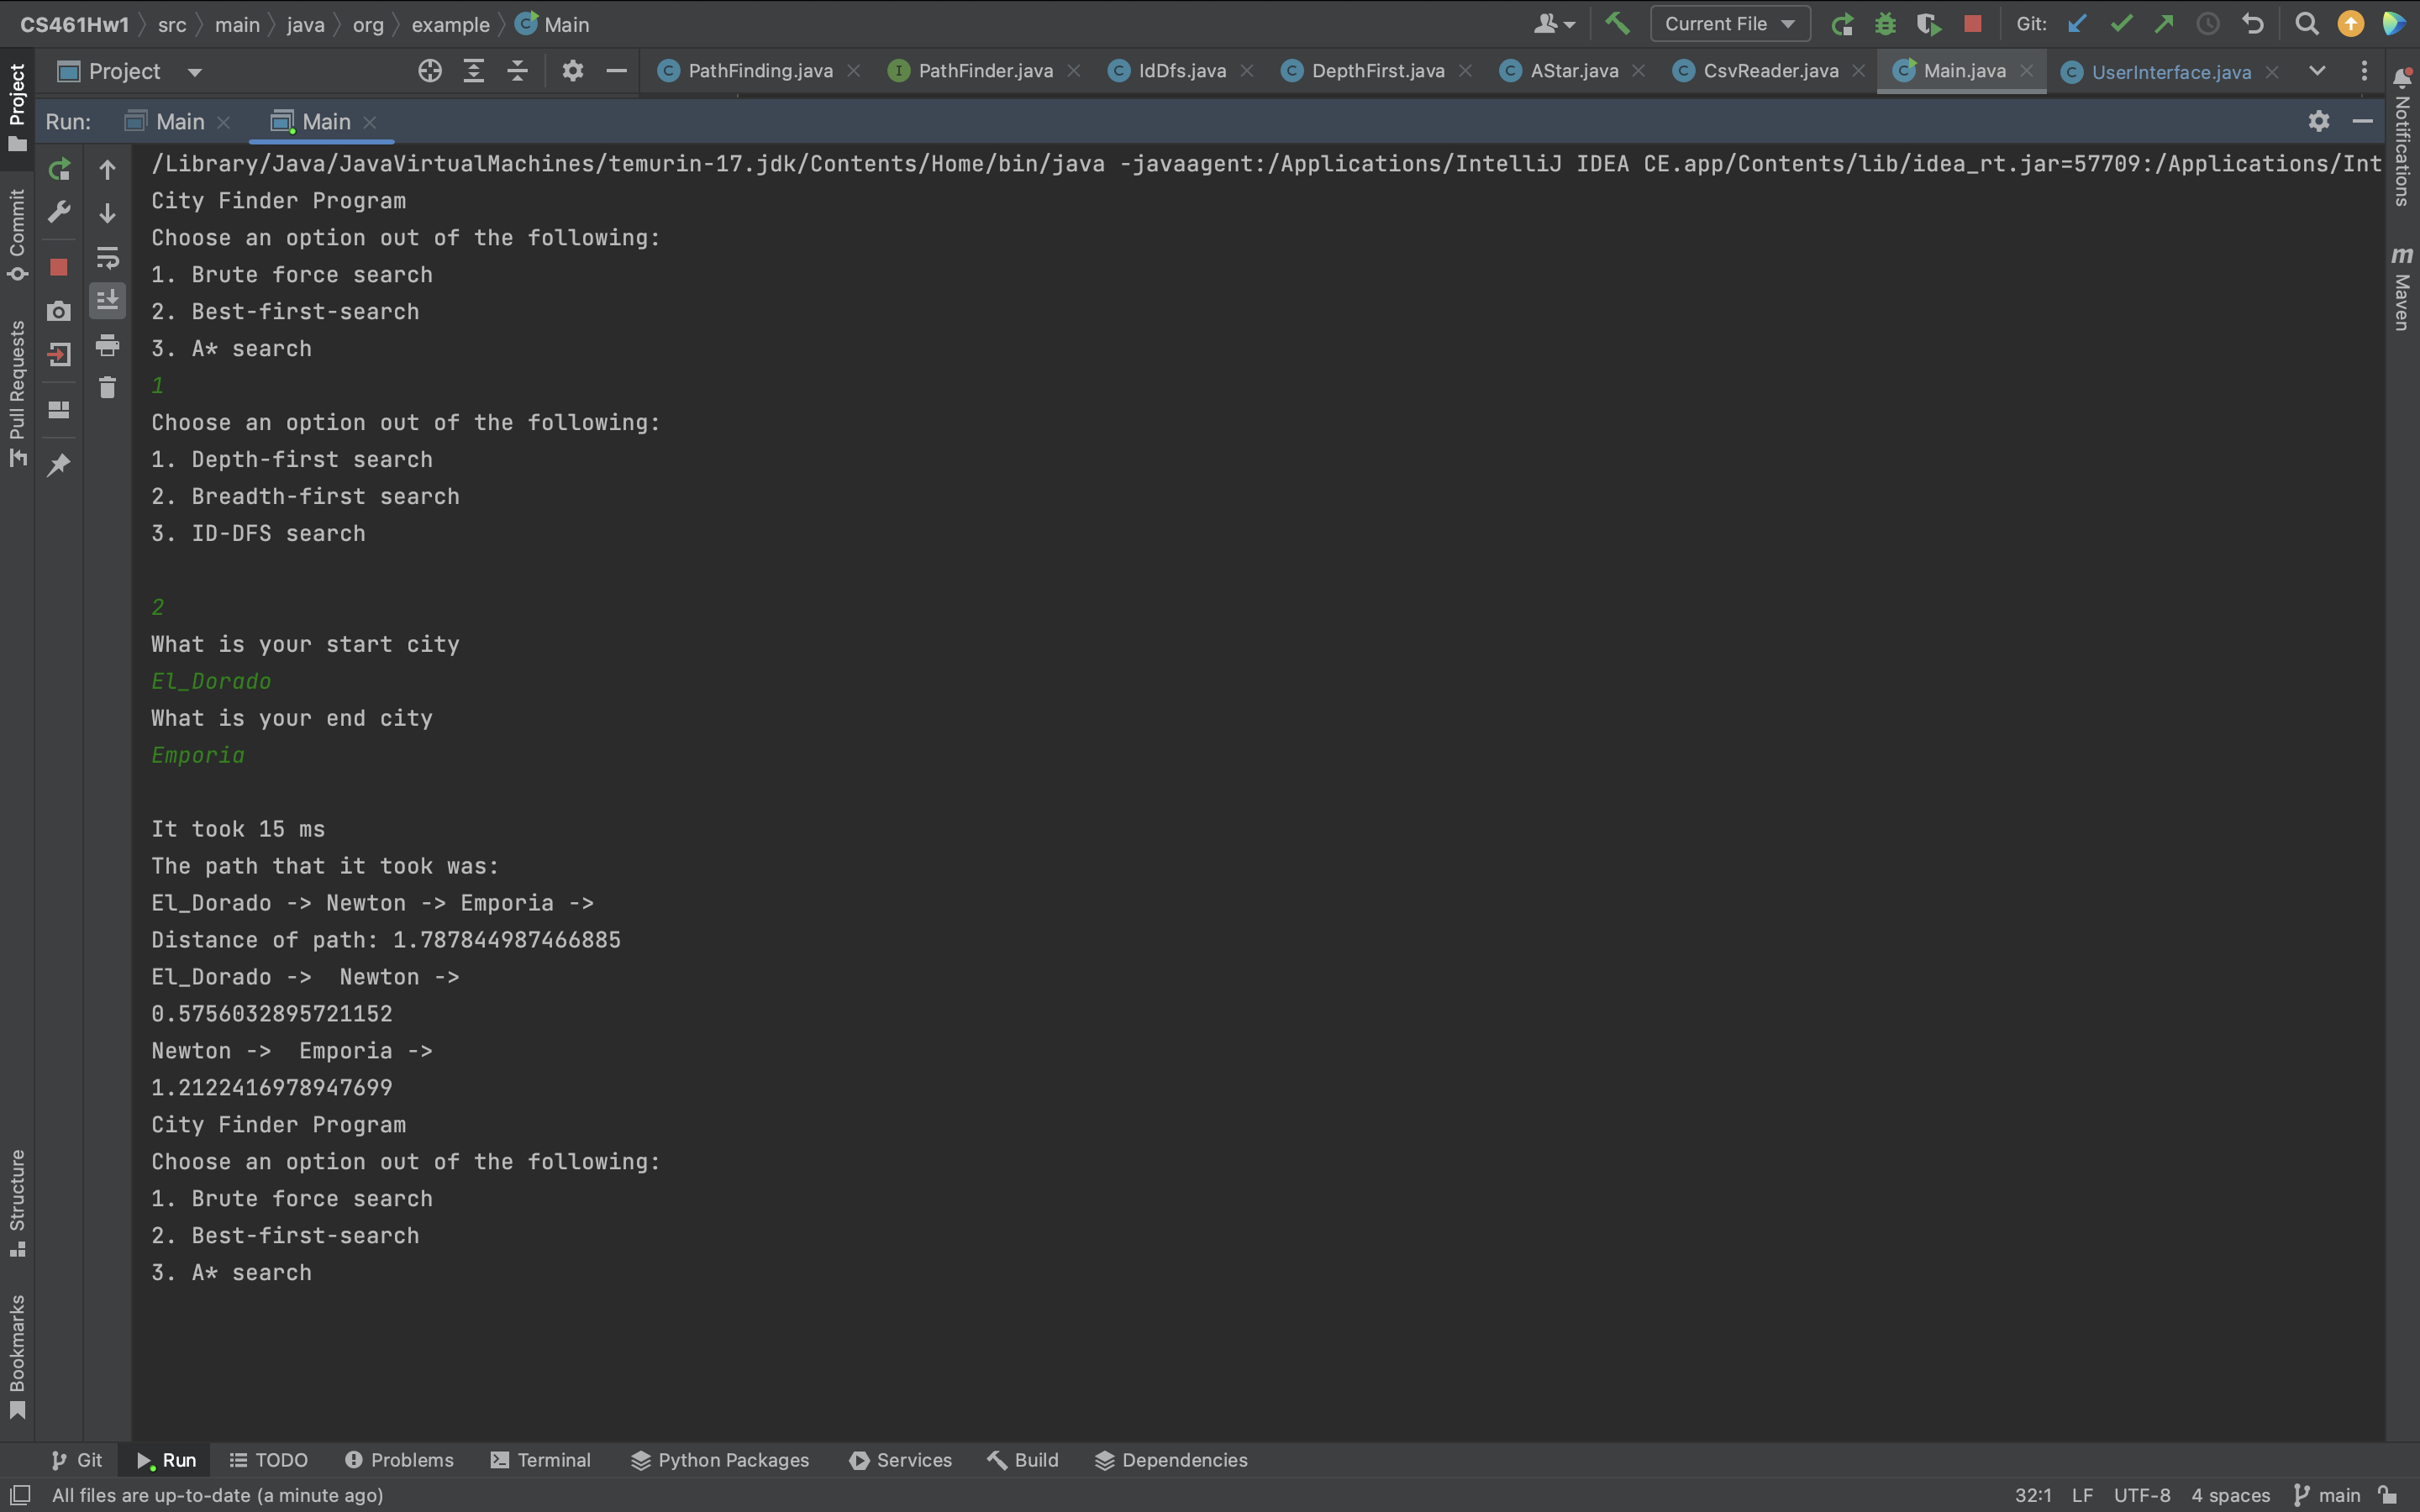 CS461Hw1 src main java org example Main Current File Git:
Project PathFinding.java PathFinder.java IdDfs.java DepthFirst.java AStar.java CsvReader.java Main.java UserInterface.java
Run: Main Main
/Library/Java/JavaVirtualMachines/temurin-17.jdk/Contents/Home/bin/java -javaagent:/Applications/IntelliJ IDEA CE.app/Contents/lib/idea_rt.jar=57709:/Applications/Int
City Finder Program
Choose an option out of the following:
1. Brute force search
2. Best-first-search
3. A* search
1
Choose an option out of the following:
1. Depth-first search
2. Breadth-first search
3. ID-DFS search
2
What is your start city
El_Dorado
What is your end city
Emporia
It took 15 ms
The path that it took was:
El_Dorado -> Newton -> Emporia ->
Distance of path: 1.787844987466885
El_Dorado ->  Newton ->
0.5756032895721152
Newton ->  Emporia ->
1.2122416978947699
City Finder Program
Choose an option out of the following:
1. Brute force search
2. Best-first-search
3. A* search
Project
Commit
Pull Requests
Structure
Bookmarks
Notifications
m Maven
Git Run TODO Problems Terminal Python Packages Services Build Dependencies
All files are up-to-date (a minute ago) 32:1 LF UTF-8 4 spaces main